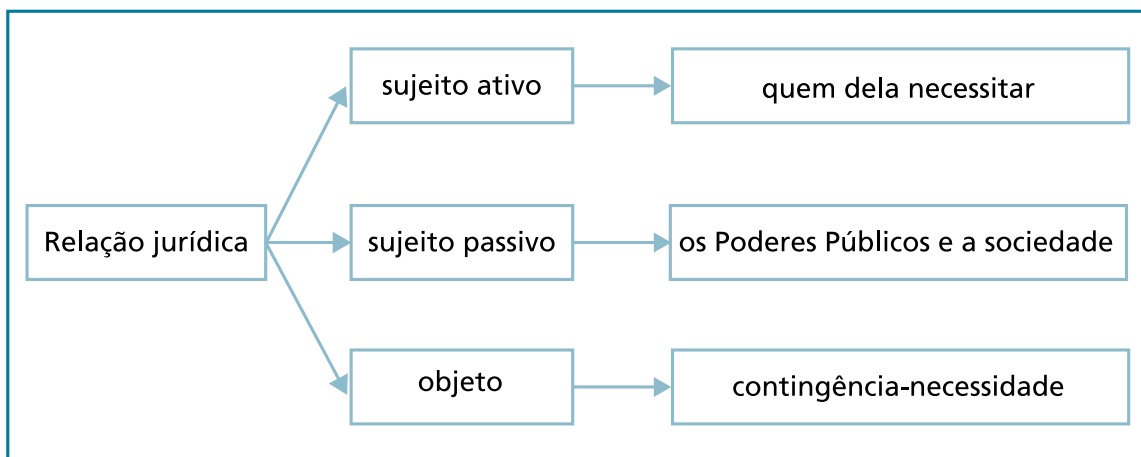 sujeito ativo
quem dela necessitar
Relação jurídica
sujeito passivo
os Poderes Públicos e a sociedade
objeto
contingência-necessidade